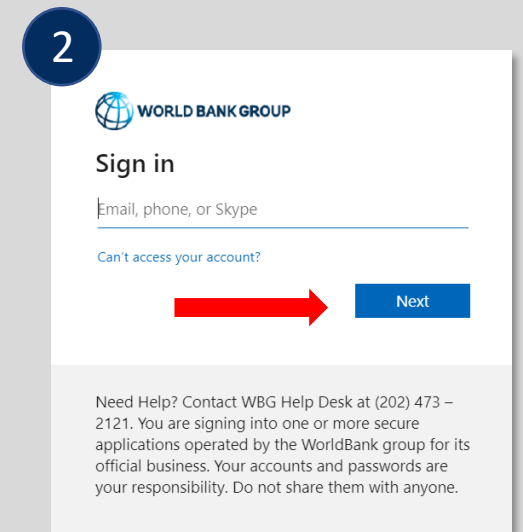 2
WORLD BANK GROUP
Sign in
Email, phone, or Skype
Can't access your account?
Next
Need Help? Contact WBG Help Desk at (202) 473 –
2121. You are signing into one or more secure
applications operated by the WorldBank group for its
official business. Your accounts and passwords are
your responsibility. Do not share them with anyone.